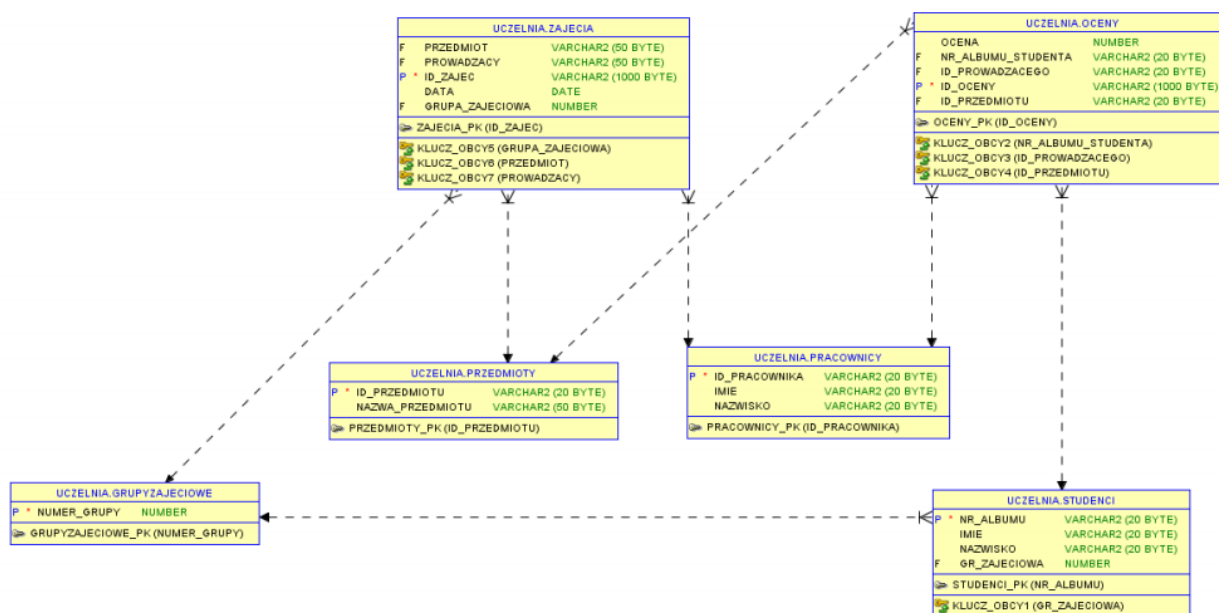 UCZELNIA.ZAJECIA
F PRZEDMIOT VARCHAR2 (50 BYTE)
F PROWADZACY VARCHAR2 (50 BYTE)
P * ID_ZAJEC VARCHAR2 (1000 BYTE)
DATA DATE
F GRUPA_ZAJECIOWA NUMBER
ZAJECIA_PK (ID_ZAJEC)
KLUCZ_OBCY5 (GRUPA_ZAJECIOWA)
KLUCZ_OBCY6 (PRZEDMIOT)
KLUCZ_OBCY7 (PROWADZACY)
UCZELNIA.OCENY
OCENA NUMBER
F NR_ALBUMU_STUDENTA VARCHAR2 (20 BYTE)
F ID_PROWADZACEGO VARCHAR2 (20 BYTE)
P * ID_OCENY VARCHAR2 (1000 BYTE)
F ID_PRZEDMIOTU VARCHAR2 (20 BYTE)
OCENY_PK (ID_OCENY)
KLUCZ_OBCY2 (NR_ALBUMU_STUDENTA)
KLUCZ_OBCY3 (ID_PROWADZACEGO)
KLUCZ_OBCY4 (ID_PRZEDMIOTU)
UCZELNIA.PRZEDMIOTY
P * ID_PRZEDMIOTU VARCHAR2 (20 BYTE)
NAZWA_PRZEDMIOTU VARCHAR2 (50 BYTE)
PRZEDMIOTY_PK (ID_PRZEDMIOTU)
UCZELNIA.PRACOWNICY
P * ID_PRACOWNIKA VARCHAR2 (20 BYTE)
IMIE VARCHAR2 (20 BYTE)
NAZWISKO VARCHAR2 (20 BYTE)
PRACOWNICY_PK (ID_PRACOWNIKA)
UCZELNIA.GRUPYZAJECIOWE
P * NUMER_GRUPY NUMBER
GRUPYZAJECIOWE_PK (NUMER_GRUPY)
UCZELNIA.STUDENCI
P * NR_ALBUMU VARCHAR2 (20 BYTE)
IMIE VARCHAR2 (20 BYTE)
NAZWISKO VARCHAR2 (20 BYTE)
F GR_ZAJECIOWA NUMBER
STUDENCI_PK (NR_ALBUMU)
KLUCZ_OBCY1 (GR_ZAJECIOWA)